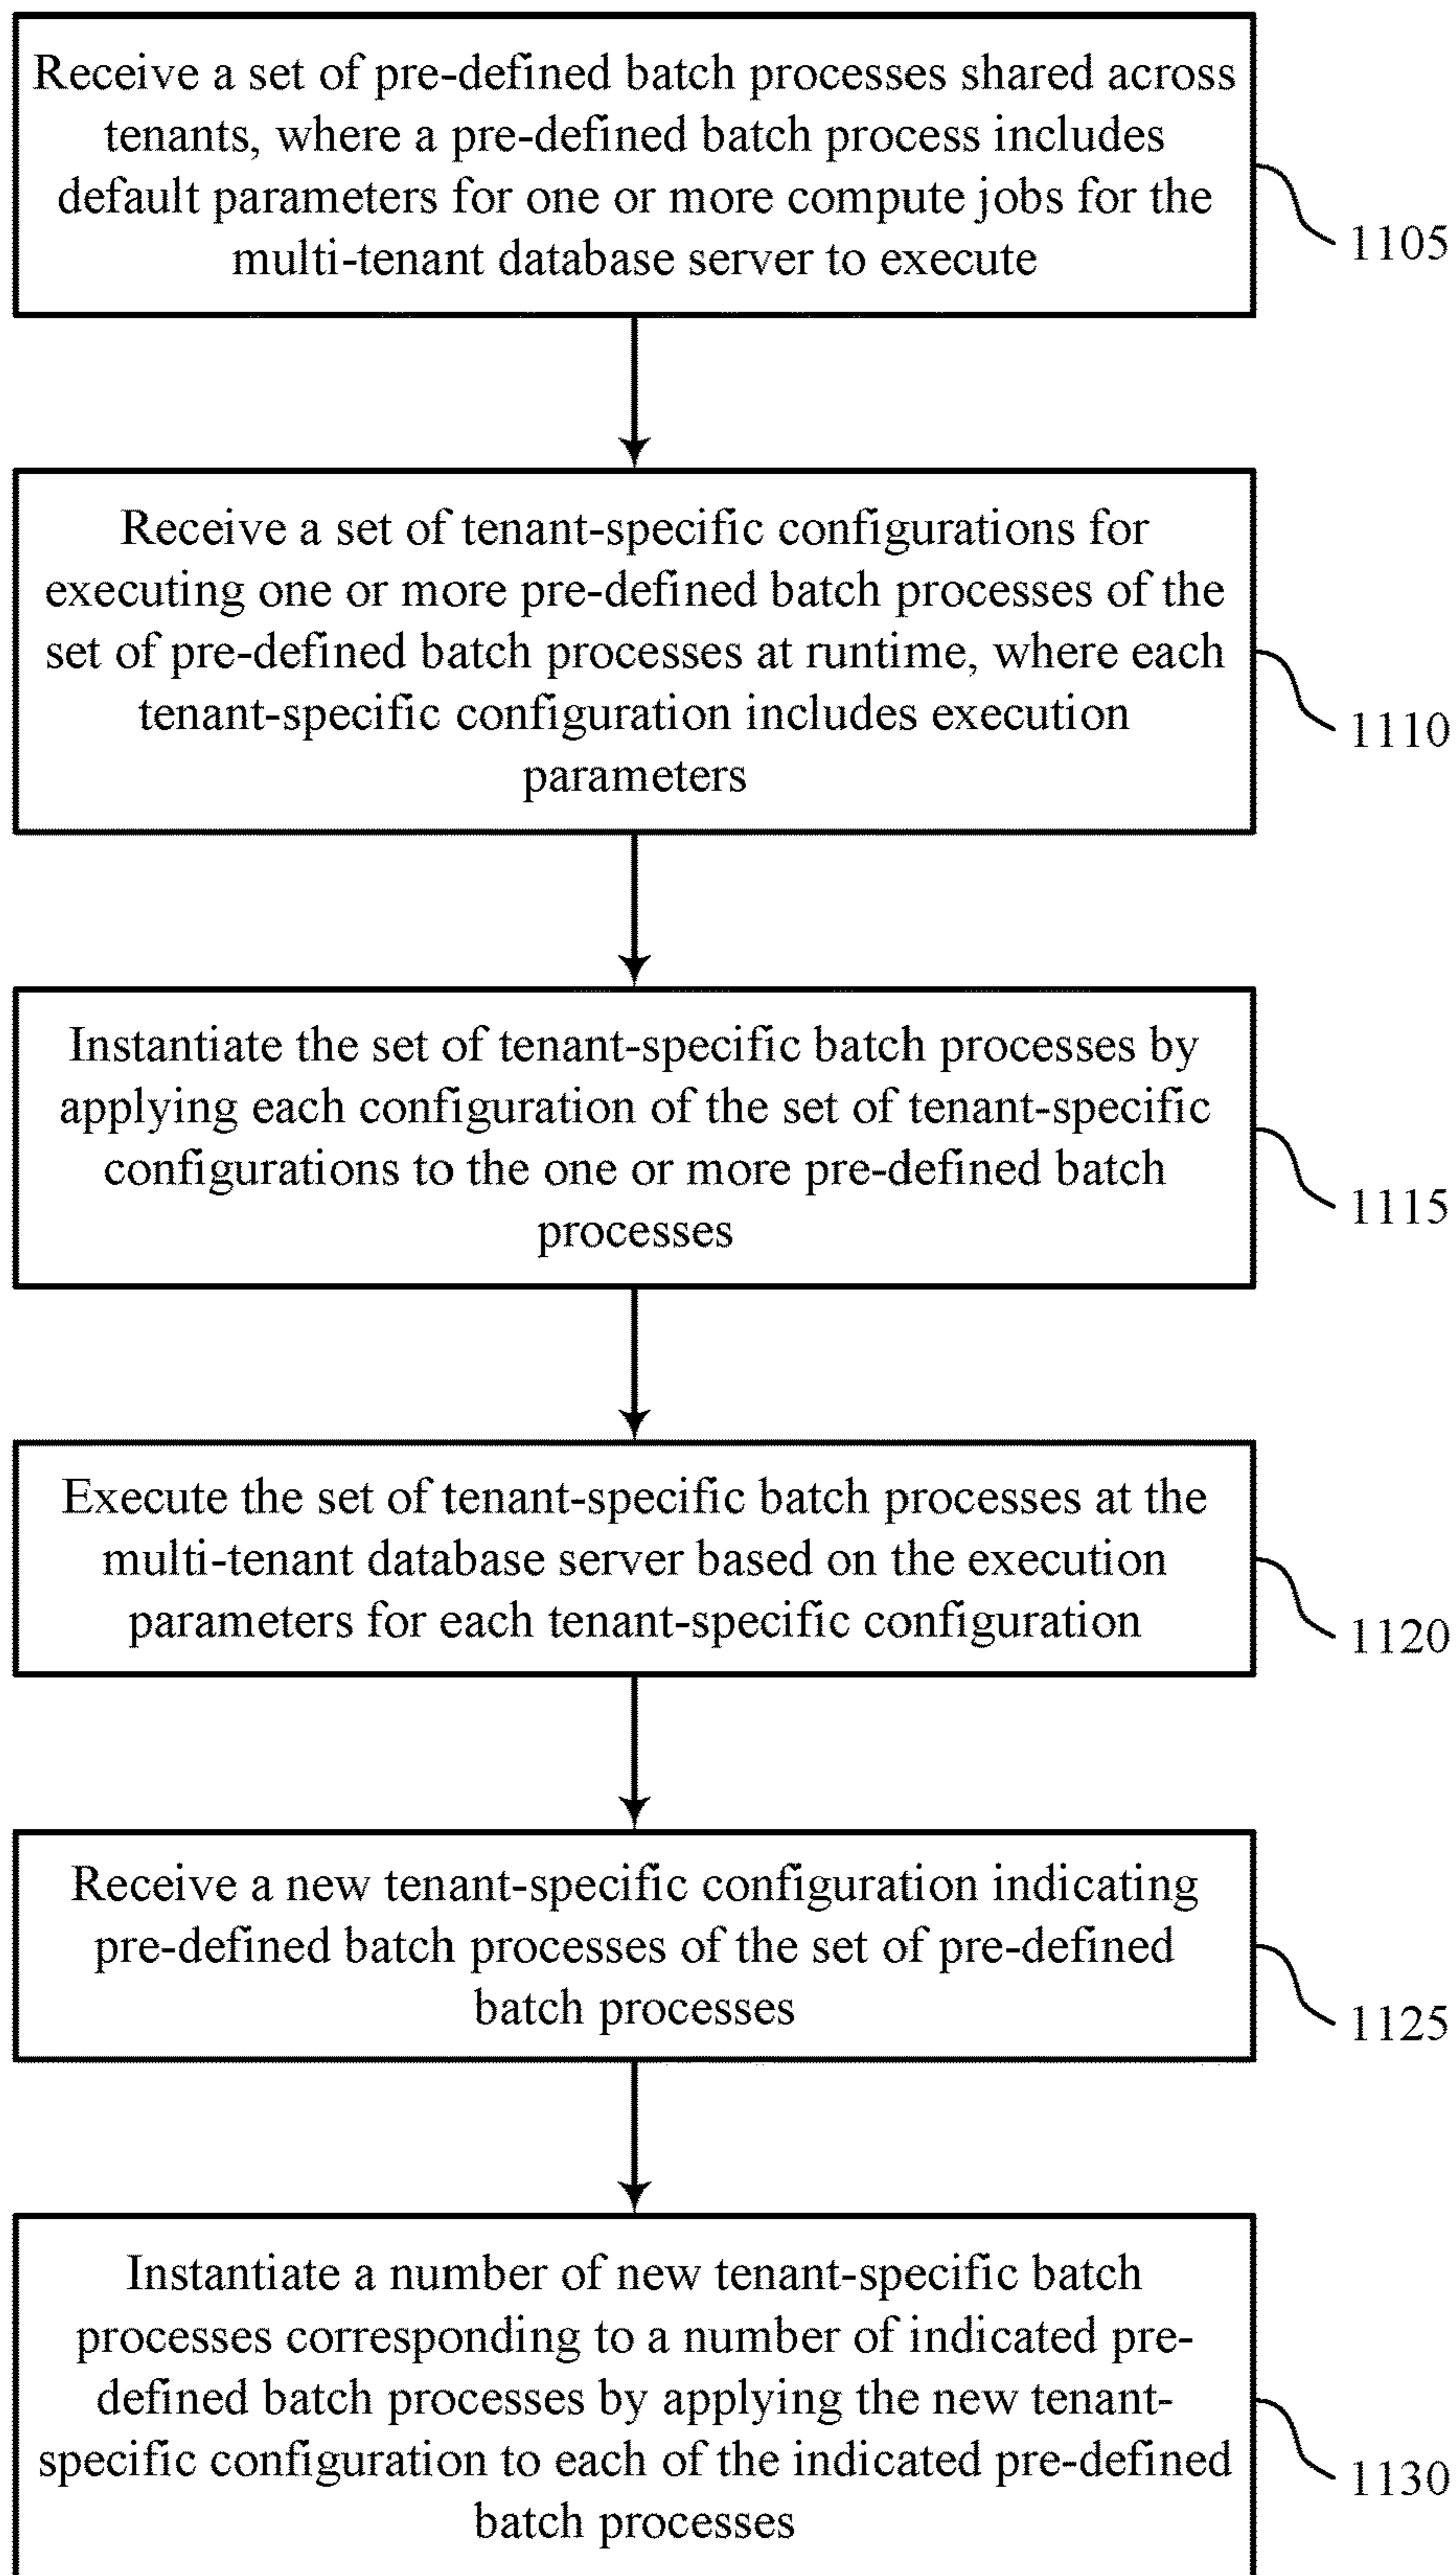 Receive a set of pre-defined batch processes shared across
tenants, where a pre-defined batch process includes
default parameters for one or more compute jobs for the
multi-tenant database server to execute
1105
Receive a set of tenant-specific configurations for
executing one or more pre-defined batch processes of the
set of pre-defined batch processes at runtime, where each
tenant-specific configuration includes execution
parameters
1110
Instantiate the set of tenant-specific batch processes by
applying each configuration of the set of tenant-specific
configurations to the one or more pre-defined batch
processes
1115
Execute the set of tenant-specific batch processes at the
multi-tenant database server based on the execution
parameters for each tenant-specific configuration
1120
Receive a new tenant-specific configuration indicating
pre-defined batch processes of the set of pre-defined
batch processes
1125
Instantiate a number of new tenant-specific batch
processes corresponding to a number of indicated pre-
defined batch processes by applying the new tenant-
specific configuration to each of the indicated pre-defined
batch processes
1130